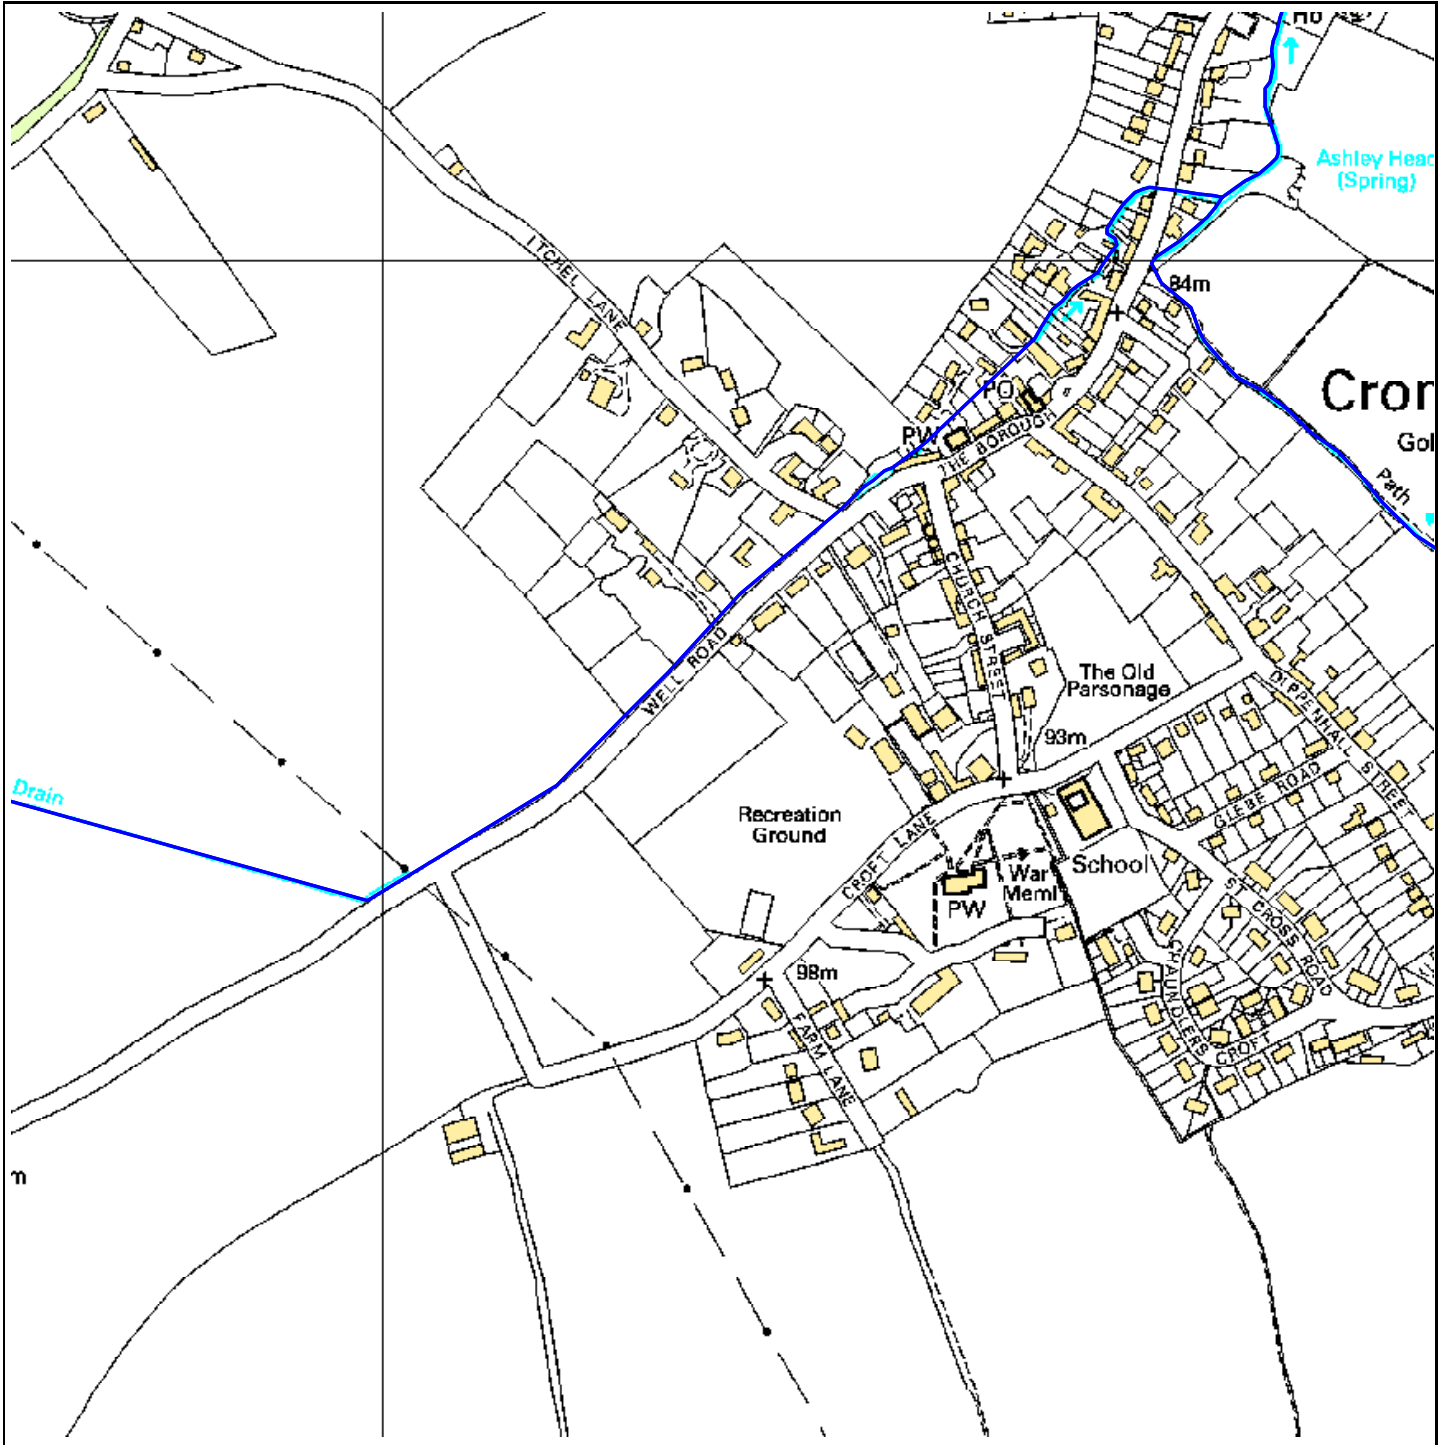 Ho
Ashley Head
(Spring)
ITCHEL LANE
84m
Cron
PO
Gol
PW
THE BOROUGH
Path
CHURCH STREET
WELL ROAD
The Old
Parsonage
DIPPENHALL STREET
93m
Drain
GLEBE ROAD
Recreation
Ground
CROFT LANE
School
War
Meml
PW
ST CROSS ROAD
98m
CHAUNDLERS CROFT
FARM LANE
m